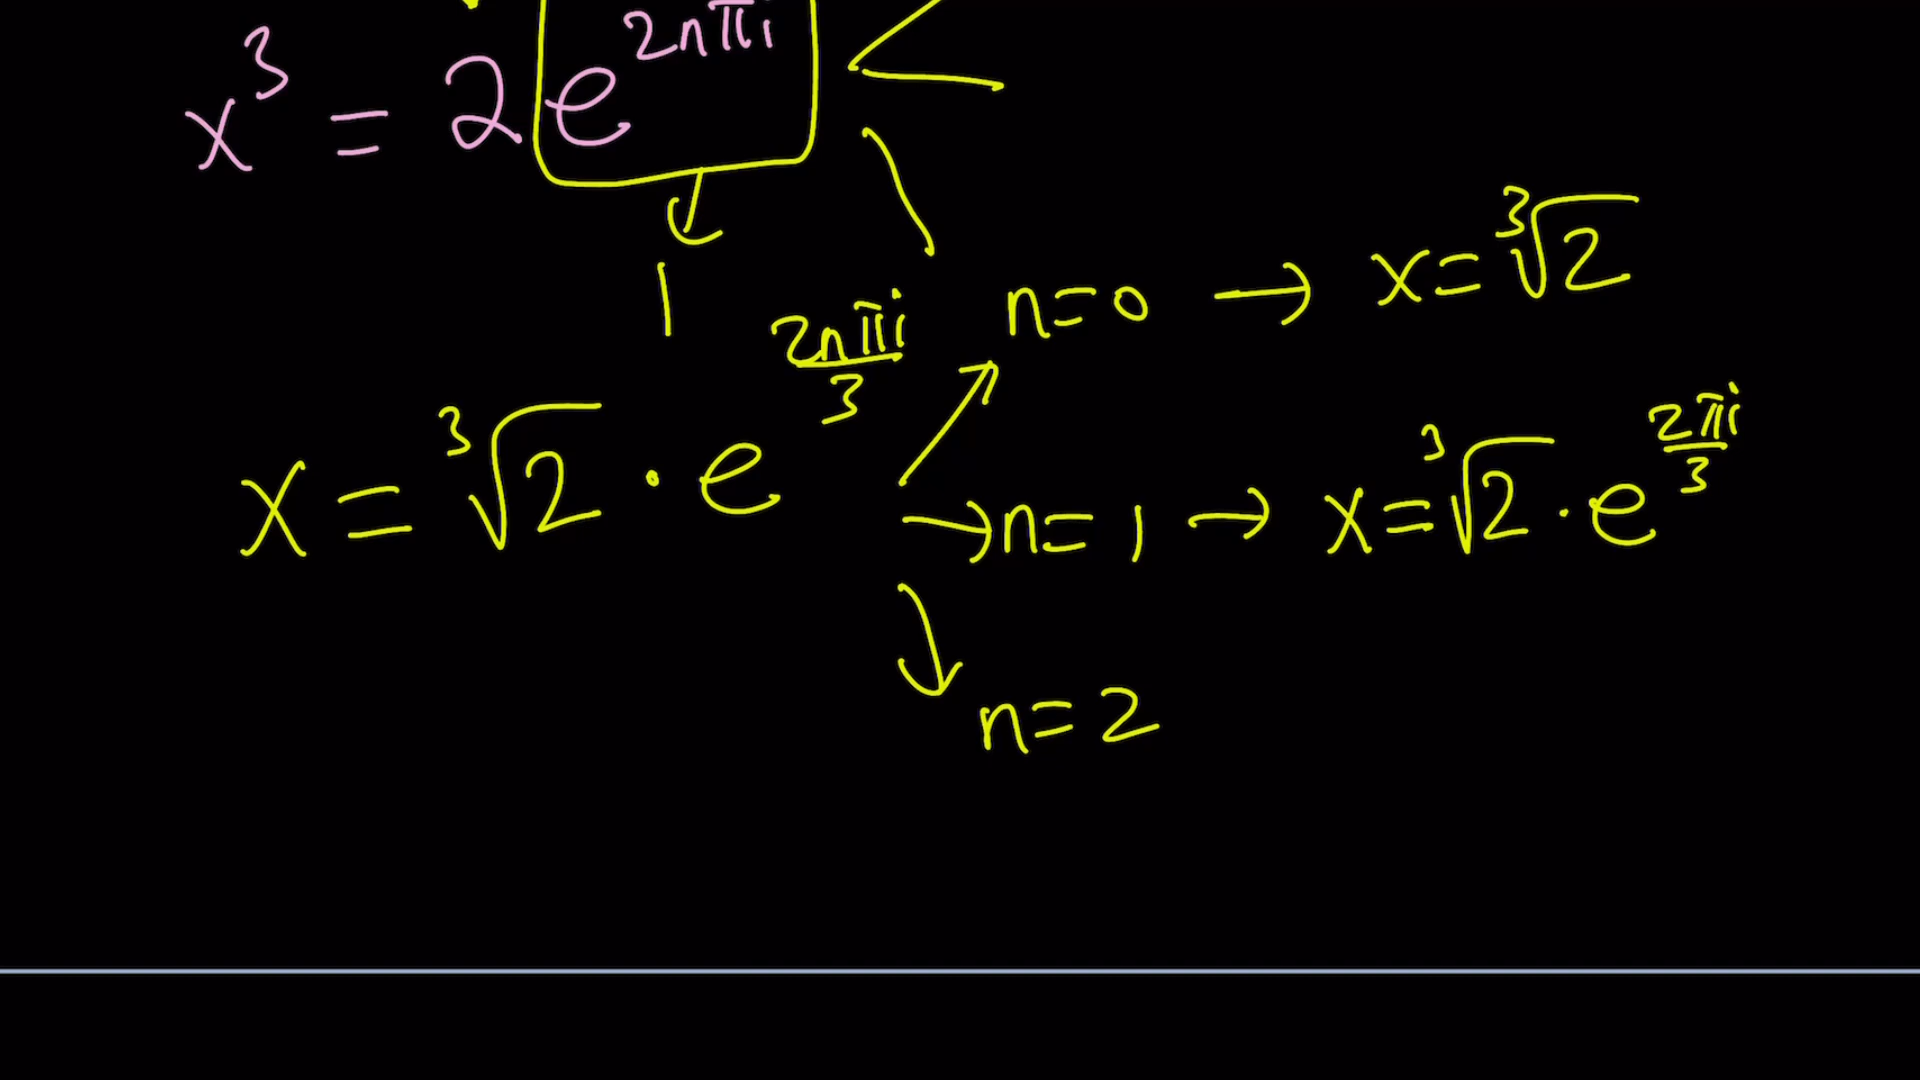 x³ = 2e^{2nπi}
1
n=0 → x=∛2
x = ∛2 · e^{2nπi/3}
→ n=1 → x=∛2 · e^{2πi/3}
n=2